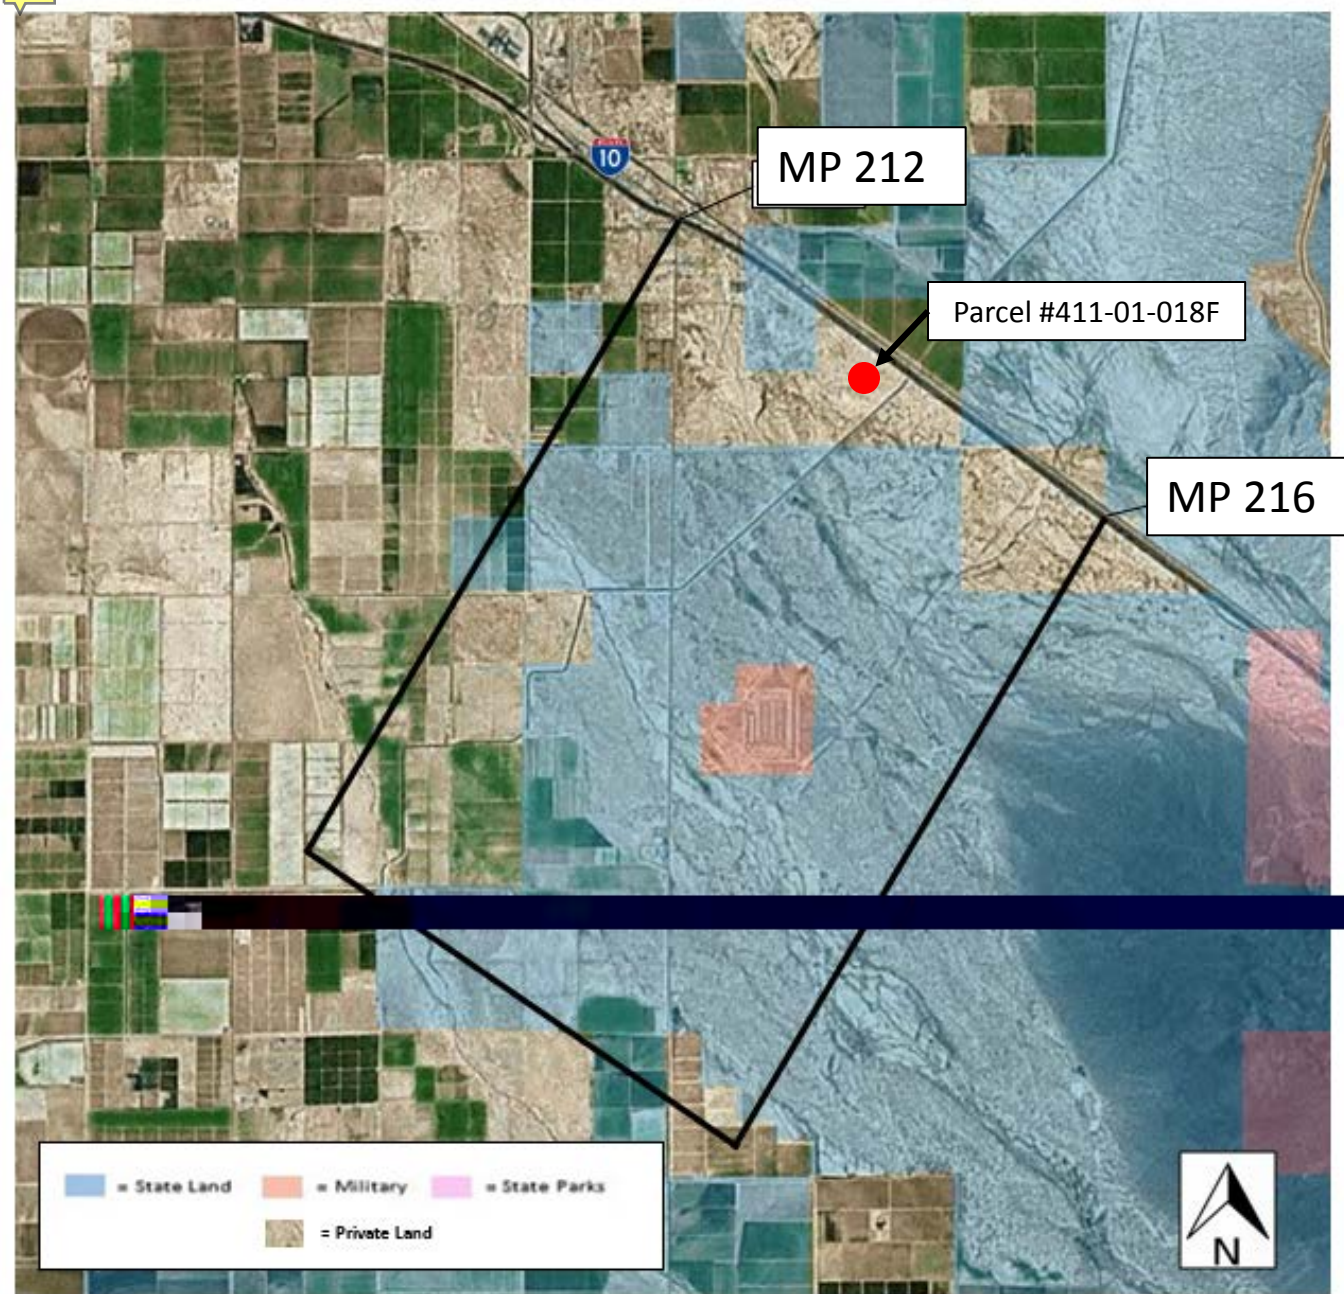 10
MP 212
Parcel #411-01-018F
MP 216
= State Land
= Military
= State Parks
= Private Land
N